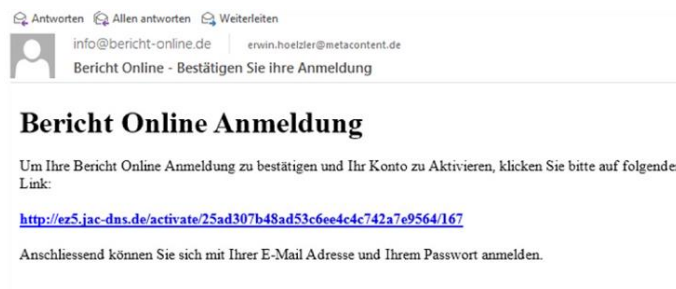 Antworten Allen antworten Weiterleiten
info@bericht-online.de erwin.hoelzler@metacontent.de
Bericht Online - Bestätigen Sie ihre Anmeldung
Bericht Online Anmeldung
Um Ihre Bericht Online Anmeldung zu bestätigen und Ihr Konto zu Aktivieren, klicken Sie bitte auf folgende
Link:
http://ez5.jac-dns.de/activate/25ad307b48ad53c6ee4c4c742a7e9564/167
Anschliessend können Sie sich mit Ihrer E-Mail Adresse und Ihrem Passwort anmelden.